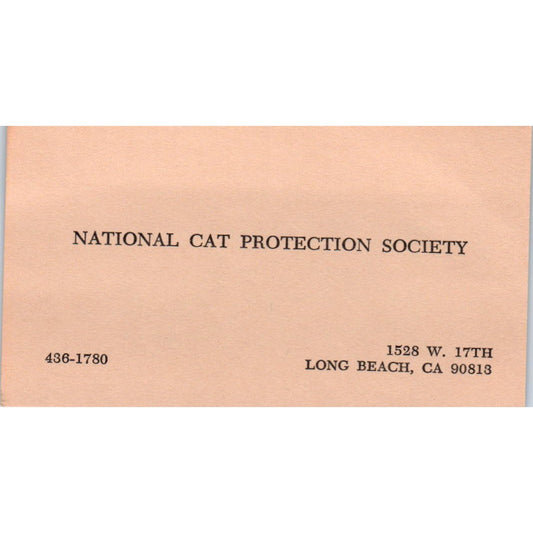 NATIONAL CAT PROTECTION SOCIETY
436-1780
1528 W. 17TH
LONG BEACH, CA 90813